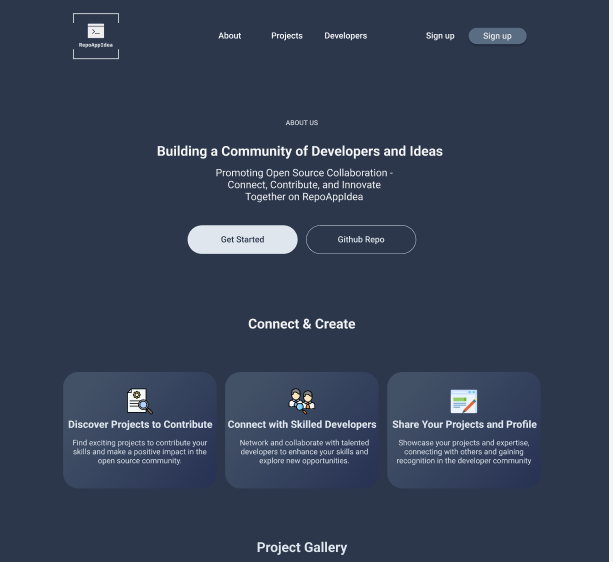 RepoAppIdea
About
Projects
Developers
Sign up
Sign up
ABOUT US
Building a Community of Developers and Ideas
Promoting Open Source Collaboration -
Connect, Contribute, and Innovate
Together on RepoAppIdea
Get Started
Github Repo
Connect & Create
Discover Projects to Contribute
Find exciting projects to contribute your
skills and make a positive impact in the
open source community.
Connect with Skilled Developers
Network and collaborate with talented
developers to enhance your skills and
explore new opportunities.
Share Your Projects and Profile
Showcase your projects and expertise,
connecting with others and gaining
recognition in the developer community
Project Gallery